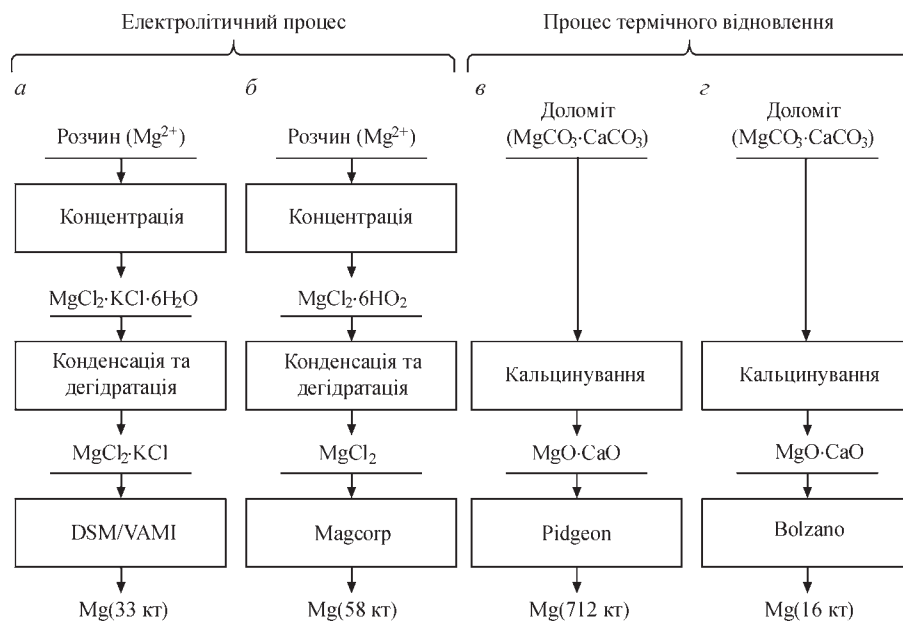 Електролітичний процес
Процес термічного відновлення
а
б
в
г
Розчин (Mg²⁺)
Концентрація
MgCl₂·KCl·6H₂O
Конденсація та
дегідратація
MgCl₂·KCl
DSM/VAMI
Mg(33 кт)
Розчин (Mg²⁺)
Концентрація
MgCl₂·6HO₂
Конденсація та
дегідратація
MgCl₂
Magcorp
Mg(58 кт)
Доломіт
(MgCO₃·CaCO₃)
Кальцинування
MgO·CaO
Pidgeon
Mg(712 кт)
Доломіт
(MgCO₃·CaCO₃)
Кальцинування
MgO·CaO
Bolzano
Mg(16 кт)